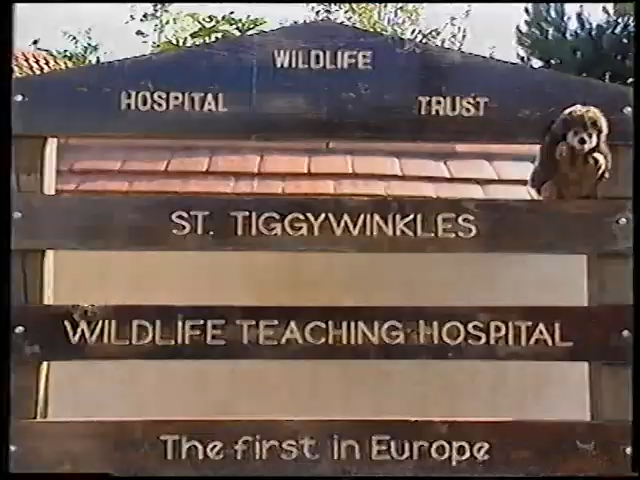 WILDLIFE
HOSPITAL TRUST
ST. TIGGYWINKLES
WILDLIFE TEACHING HOSPITAL
The first in Europe